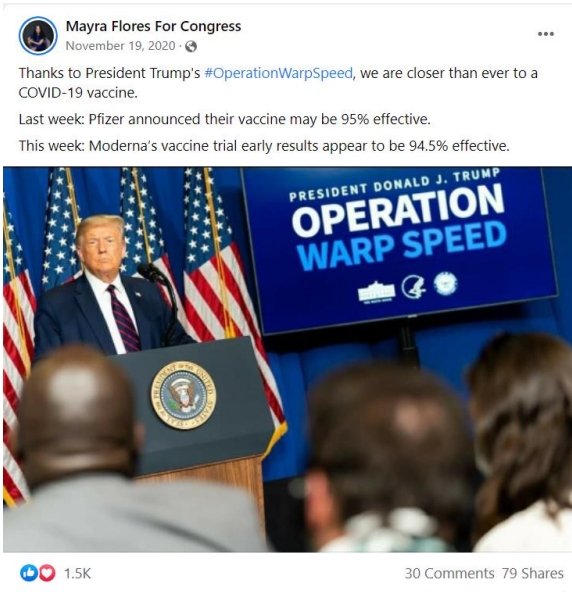 Mayra Flores For Congress
November 19, 2020 ·
Thanks to President Trump's #OperationWarpSpeed, we are closer than ever to a
COVID-19 vaccine.
Last week: Pfizer announced their vaccine may be 95% effective.
This week: Moderna's vaccine trial early results appear to be 94.5% effective.
PRESIDENT DONALD J. TRUMP
OPERATION
WARP SPEED
1.5K
30 Comments 79 Shares